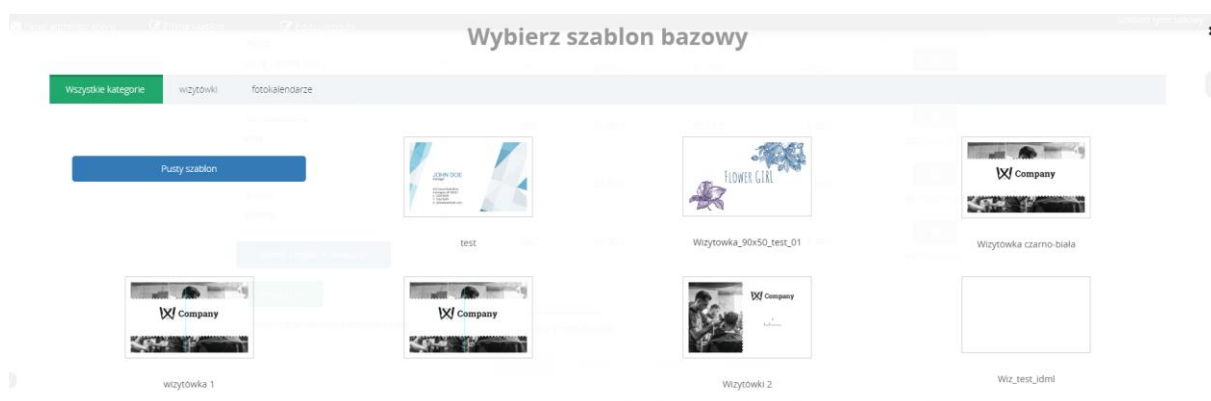 Wybierz szablon bazowy
Wszystkie kategorie wizytówki fotokalendarze
Pusty szablon
JOHN DOE
FLOWER GIRL
Company
test
Wizytowka_90x50_test_01
Wizytówka czarno-biała
Company
Company
Company
wizytówka 1
Wizytówki 2
Wiz_test_idml